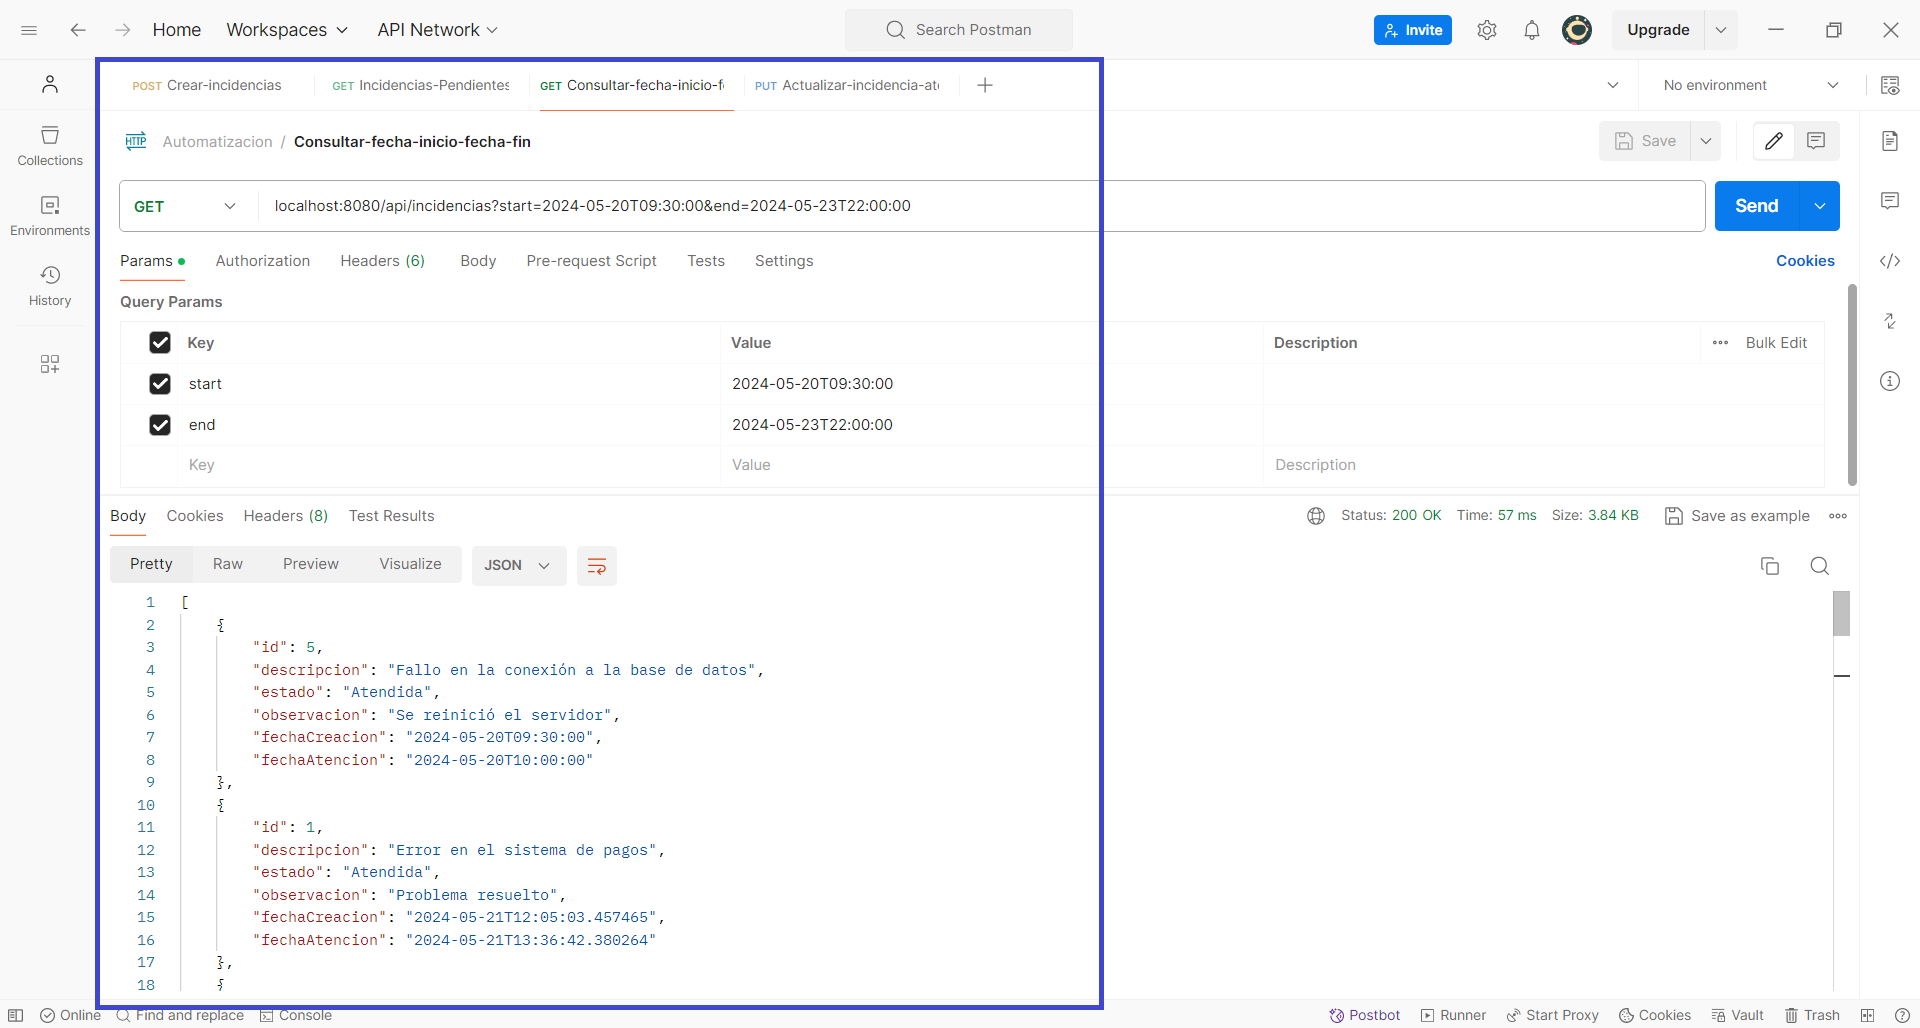 Home Workspaces API Network Search Postman Invite Upgrade
POST Crear-incidencias GET Incidencias-Pendientes GET Consultar-fecha-inicio-f PUT Actualizar-incidencia-at No environment
HTTP Automatizacion / Consultar-fecha-inicio-fecha-fin Save
Collections
Environments
History
GET localhost:8080/api/incidencias?start=2024-05-20T09:30:00&end=2024-05-23T22:00:00 Send
Params Authorization Headers (6) Body Pre-request Script Tests Settings Cookies
Query Params
Key Value Description Bulk Edit
start 2024-05-20T09:30:00
end 2024-05-23T22:00:00
Key Value Description
Body Cookies Headers (8) Test Results Status: 200 OK Time: 57 ms Size: 3.84 KB Save as example
Pretty Raw Preview Visualize JSON
1 [
2 {
3 "id": 5,
4 "descripcion": "Fallo en la conexión a la base de datos",
5 "estado": "Atendida",
6 "observacion": "Se reinició el servidor",
7 "fechaCreacion": "2024-05-20T09:30:00",
8 "fechaAtencion": "2024-05-20T10:00:00"
9 },
10 {
11 "id": 1,
12 "descripcion": "Error en el sistema de pagos",
13 "estado": "Atendida",
14 "observacion": "Problema resuelto",
15 "fechaCreacion": "2024-05-21T12:05:03.457465",
16 "fechaAtencion": "2024-05-21T13:36:42.380264"
17 },
18 {
Online Find and replace Console Postbot Runner Start Proxy Cookies Vault Trash